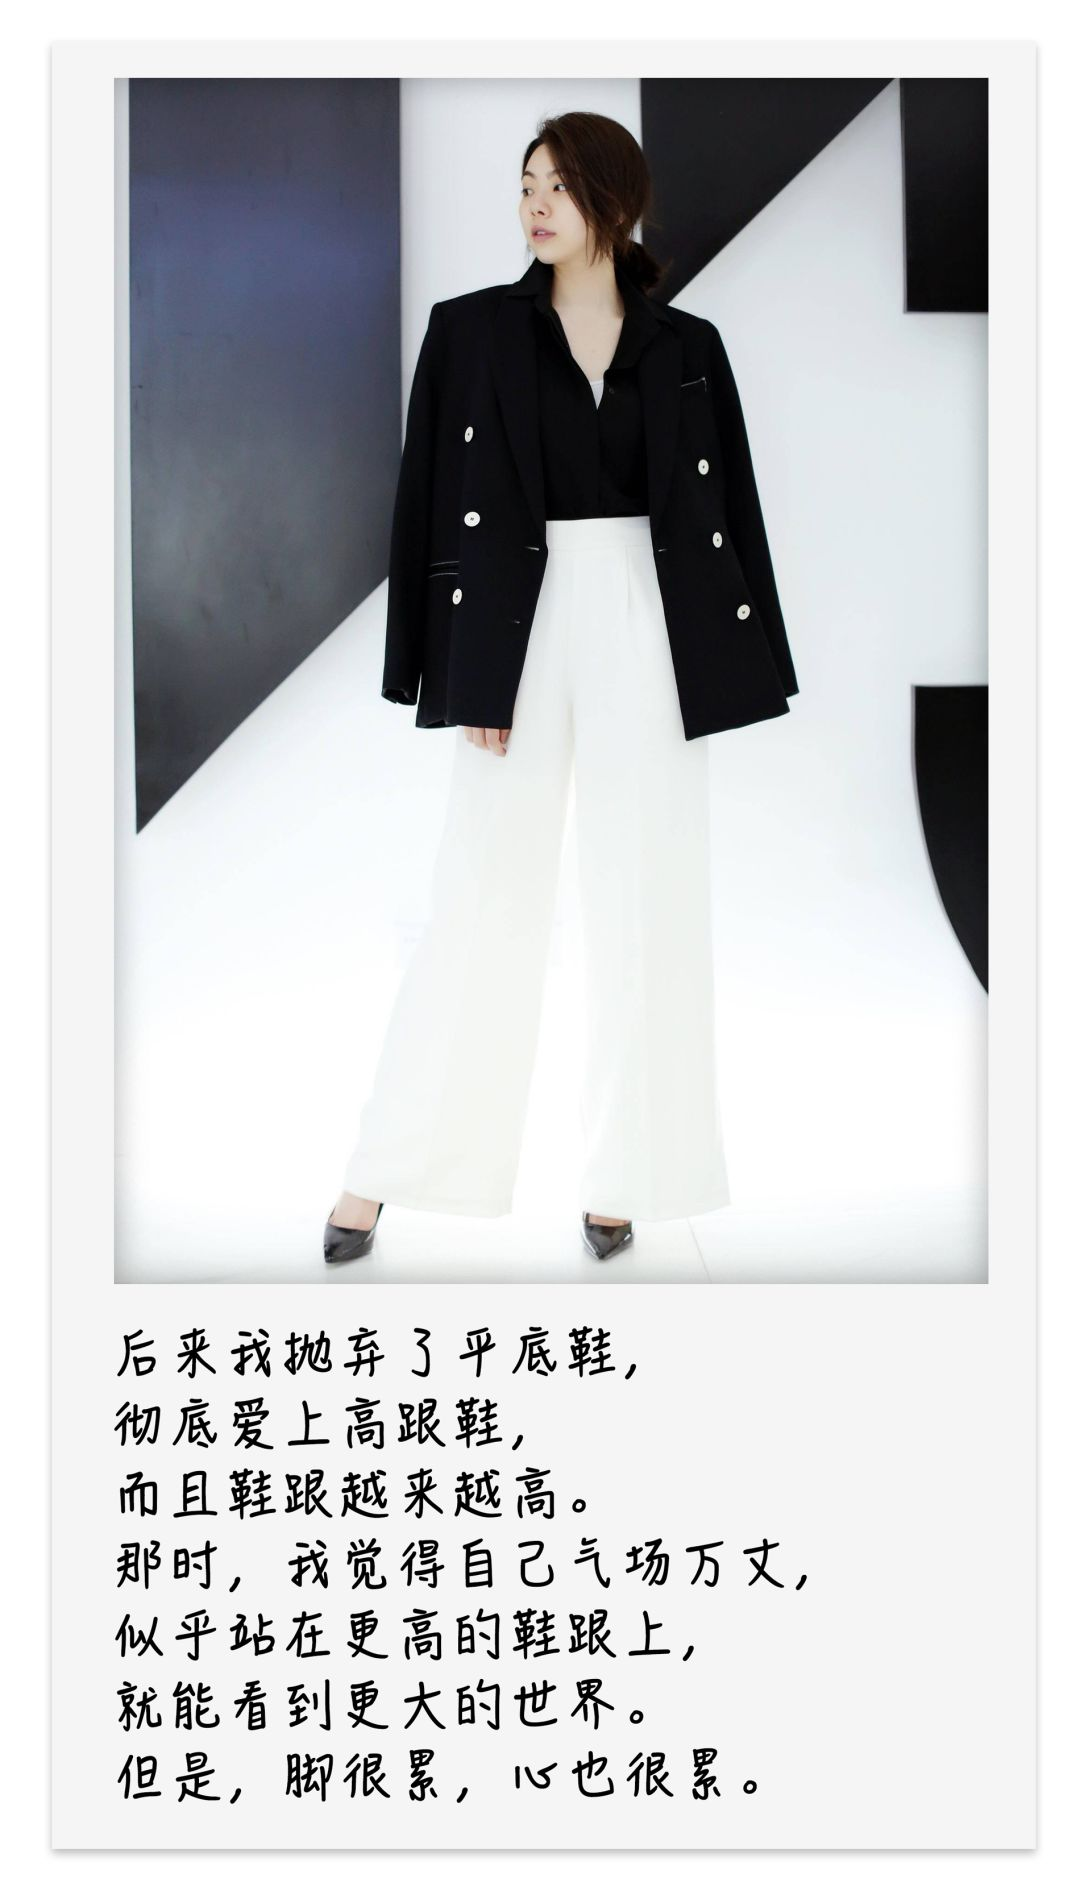 后来我抛弃了平底鞋,
彻底爱上高跟鞋,
而且鞋跟越来越高。
那时,我觉得自己气场万丈,
似乎站在更高的鞋跟上,
就能看到更大的世界。
但是,脚很累,心也很累。